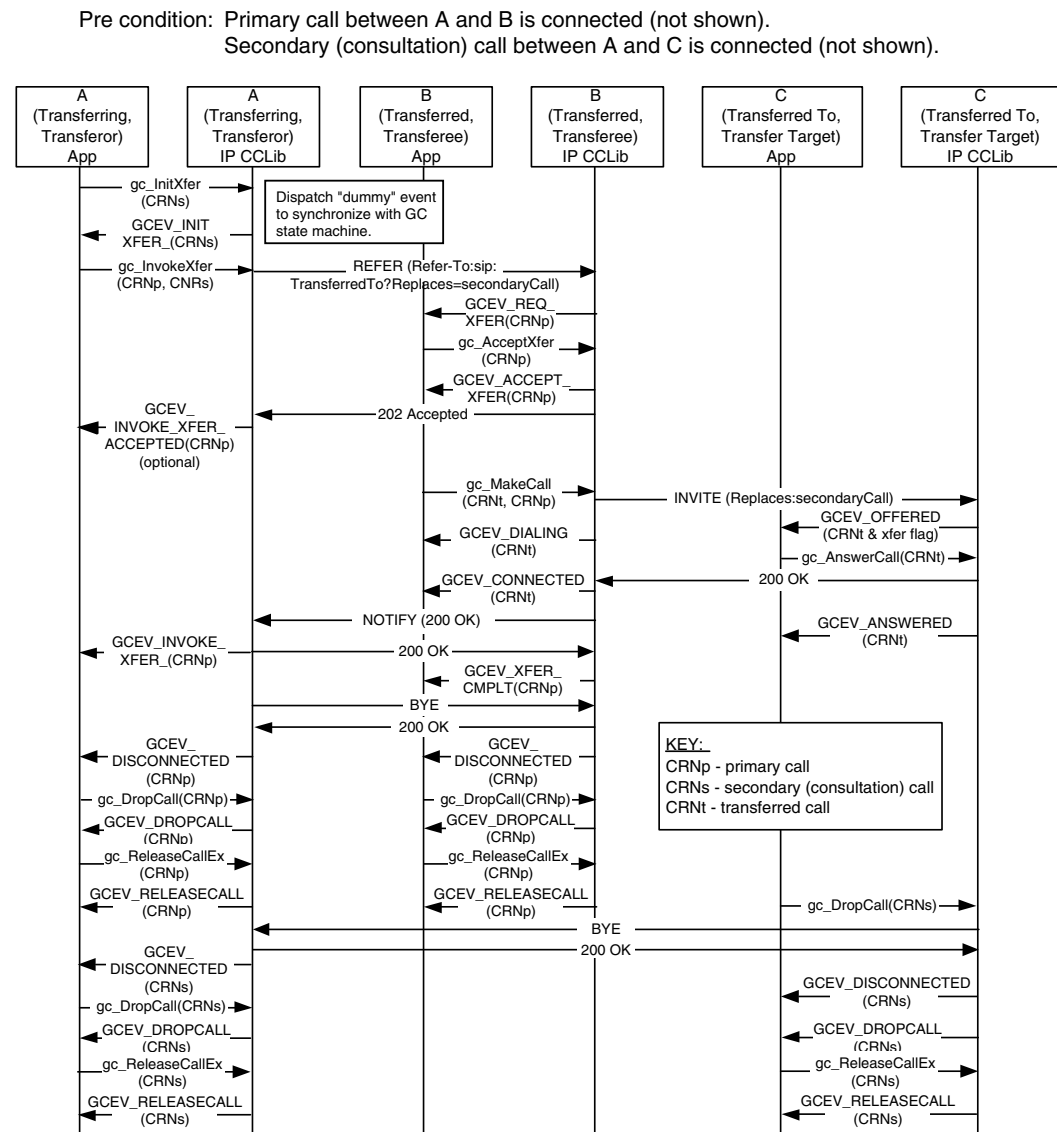 Pre condition: Primary call between A and B is connected (not shown).
Secondary (consultation) call between A and C is connected (not shown).
A
(Transferring,
Transferor)
App
A
(Transferring,
Transferor)
IP CCLib
B
(Transferred,
Transferee)
App
B
(Transferred,
Transferee)
IP CCLib
C
(Transferred To,
Transfer Target)
App
C
(Transferred To,
Transfer Target)
IP CCLib
gc_InitXfer
(CRNs)
Dispatch "dummy" event
to synchronize with GC
state machine.
GCEV_INIT
XFER_(CRNs)
gc_InvokeXfer
(CRNp, CNRs)
REFER (Refer-To:sip:
TransferredTo?Replaces=secondaryCall)
GCEV_REQ_
XFER(CRNp)
gc_AcceptXfer
(CRNp)
GCEV_ACCEPT_
XFER(CRNp)
202 Accepted
GCEV_
INVOKE_XFER_
ACCEPTED(CRNp)
(optional)
gc_MakeCall
(CRNt, CRNp)
INVITE (Replaces:secondaryCall)
GCEV_OFFERED
(CRNt & xfer flag)
GCEV_DIALING
(CRNt)
gc_AnswerCall(CRNt)
200 OK
GCEV_CONNECTED
(CRNt)
NOTIFY (200 OK)
GCEV_ANSWERED
(CRNt)
GCEV_INVOKE_
XFER_(CRNp)
200 OK
GCEV_XFER_
CMPLT(CRNp)
BYE
200 OK
GCEV_
DISCONNECTED
(CRNp)
GCEV_
DISCONNECTED
(CRNp)
KEY:
CRNp - primary call
CRNs - secondary (consultation) call
CRNt - transferred call
gc_DropCall(CRNp)
gc_DropCall(CRNp)
GCEV_DROPCALL
(CRNp)
GCEV_DROPCALL
(CRNp)
gc_ReleaseCallEx
(CRNp)
gc_ReleaseCallEx
(CRNp)
GCEV_RELEASECALL
(CRNp)
GCEV_RELEASECALL
(CRNp)
gc_DropCall(CRNs)
BYE
200 OK
GCEV_
DISCONNECTED
(CRNs)
GCEV_DISCONNECTED
(CRNs)
gc_DropCall(CRNs)
GCEV_DROPCALL
(CRNs)
GCEV_DROPCALL
(CRNs)
gc_ReleaseCallEx
(CRNs)
gc_ReleaseCallEx
(CRNs)
GCEV_RELEASECALL
(CRNs)
GCEV_RELEASECALL
(CRNs)